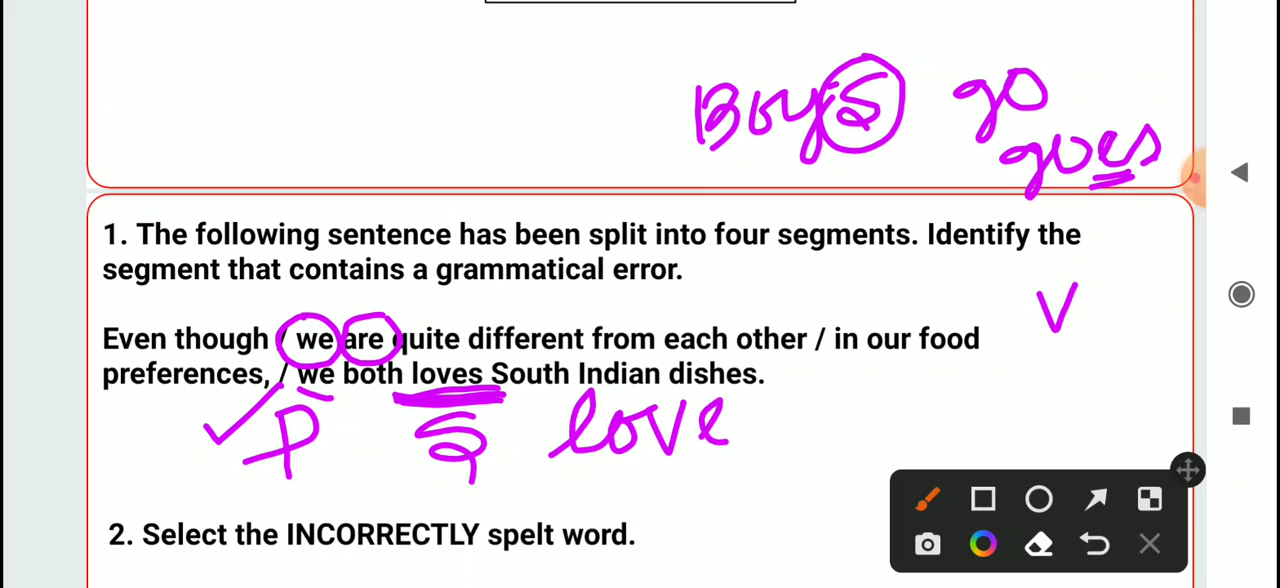 Boys go
goes
1. The following sentence has been split into four segments. Identify the
segment that contains a grammatical error.
V
Even though / we are quite different from each other / in our food
preferences, / we both loves South Indian dishes.
P S love
2. Select the INCORRECTLY spelt word.